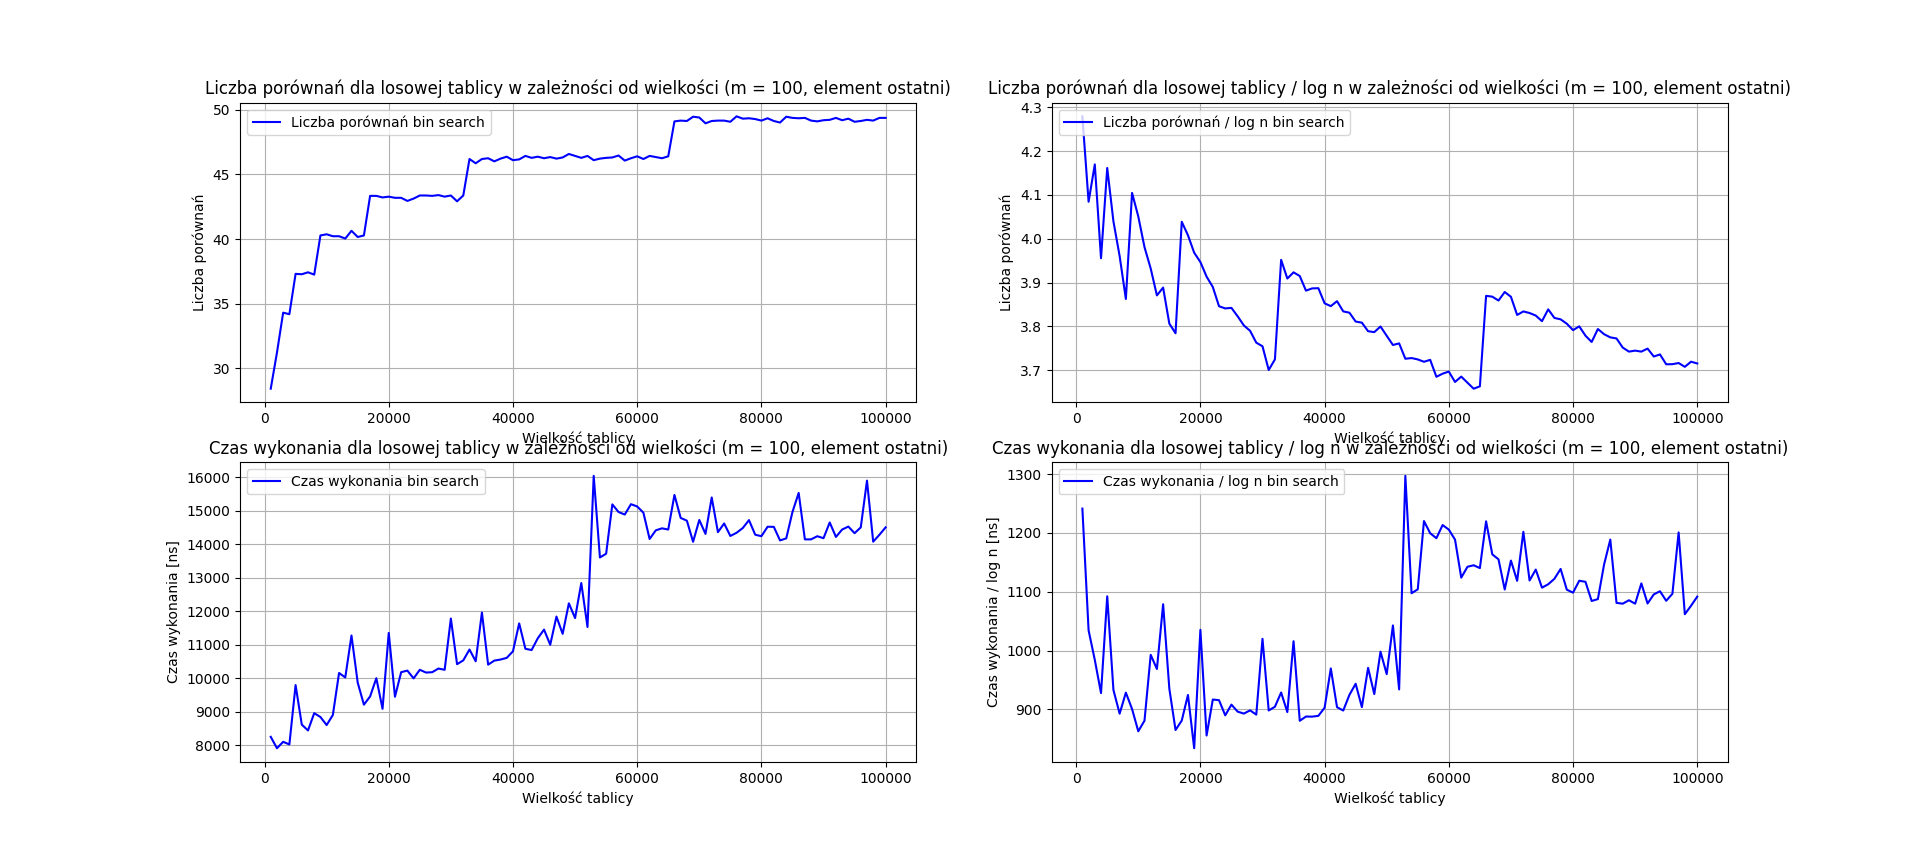 Liczba porównań dla losowej tablicy w zależności od wielkości (m = 100, element ostatni)
Liczba porównań bin search
Liczba porównań
50
45
40
35
30
0 20000 40000 60000 80000 100000
Wielkość tablicy
Liczba porównań dla losowej tablicy / log n w zależności od wielkości (m = 100, element ostatni)
Liczba porównań / log n bin search
Liczba porównań
4.3
4.2
4.1
4.0
3.9
3.8
3.7
0 20000 40000 60000 80000 100000
Wielkość tablicy
Czas wykonania dla losowej tablicy w zależności od wielkości (m = 100, element ostatni)
Czas wykonania bin search
Czas wykonania [ns]
16000
15000
14000
13000
12000
11000
10000
9000
8000
0 20000 40000 60000 80000 100000
Wielkość tablicy
Czas wykonania dla losowej tablicy / log n w zależności od wielkości (m = 100, element ostatni)
Czas wykonania / log n bin search
Czas wykonania / log n [ns]
1300
1200
1100
1000
900
0 20000 40000 60000 80000 100000
Wielkość tablicy